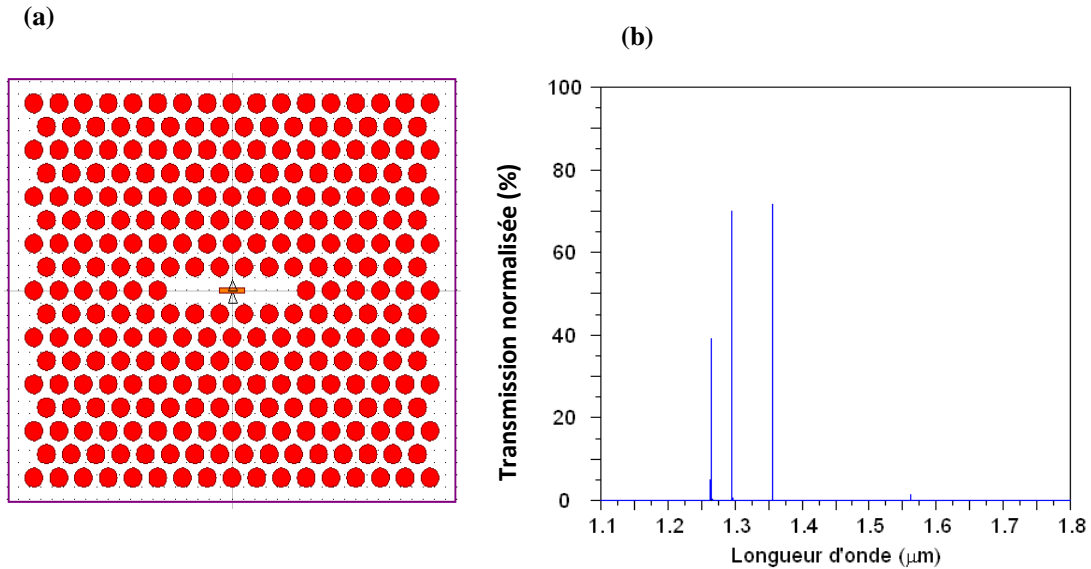 (a)
(b)
Transmission normalisée (%)
100
80
60
40
20
0
1.1 1.2 1.3 1.4 1.5 1.6 1.7 1.8
Longueur d'onde (μm)